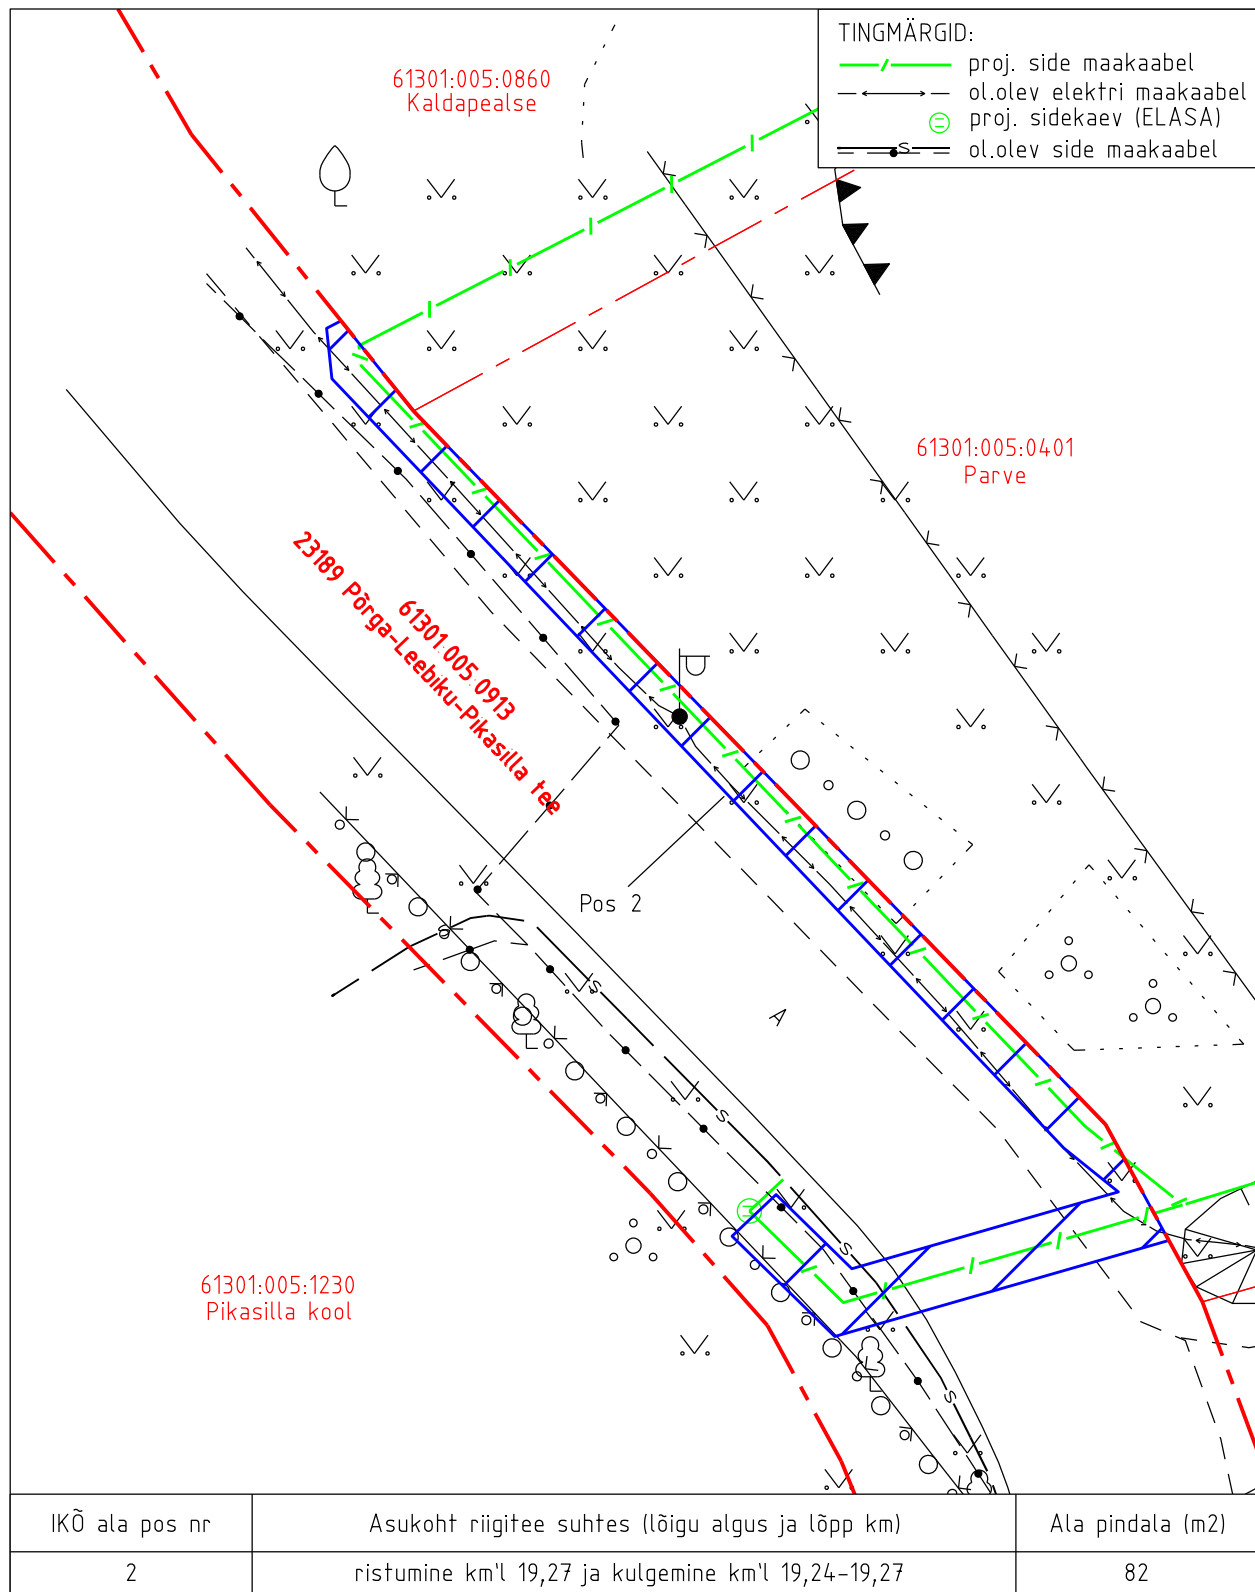 TINGMÄRGID:
proj. side maakaabel
ol.olev elektri maakaabel
proj. sidekaev (ELASA)
S
ol.olev side maakaabel
61301:005:0860
Kaldapealse
61301:005:0401
Parve
61301:005:0913
23189 Põrga-Leebiku-Pikasilla tee
Pos 2
S
A
S
S
S
61301:005:1230
Pikasilla kool
IKÕ ala pos nr
Asukoht riigitee suhtes (lõigu algus ja lõpp km)
Ala pindala (m2)
2
ristumine km'l 19,27 ja kulgemine km'l 19,24-19,27
82